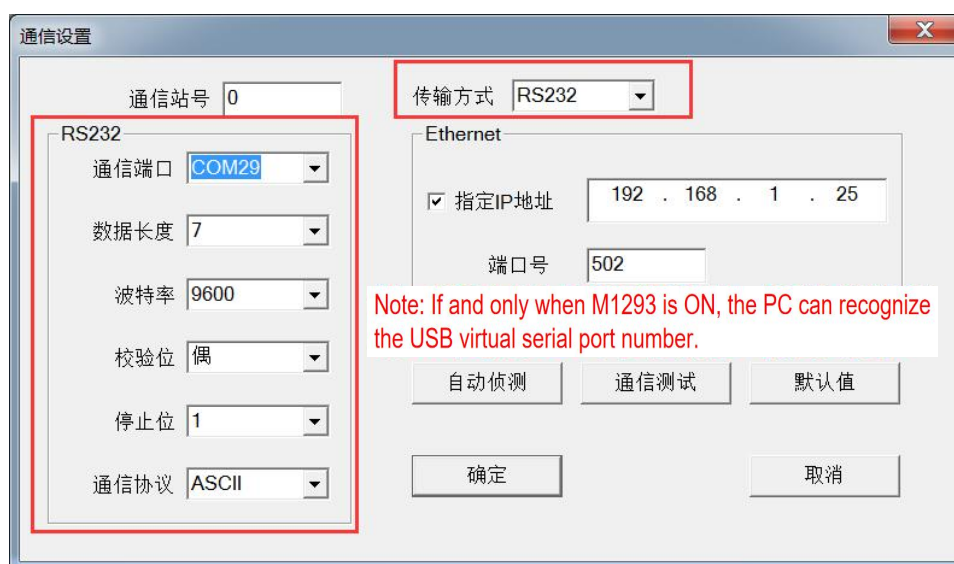 通信设置
通信站号 0
传输方式 RS232
RS232
通信端口 COM29
数据长度 7
波特率 9600
校验位 偶
停止位 1
通信协议 ASCII
Ethernet
指定IP地址 192 . 168 . 1 . 25
端口号 502
Note: If and only when M1293 is ON, the PC can recognize
the USB virtual serial port number.
自动侦测 通信测试 默认值
确定 取消